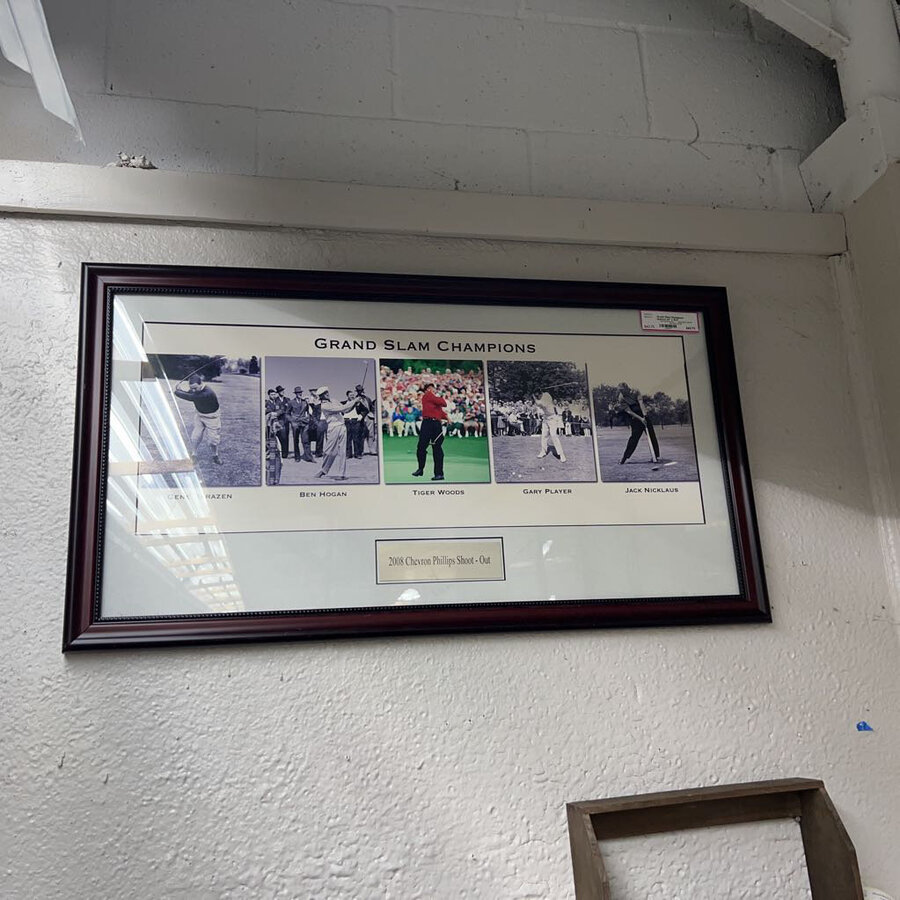 GRAND SLAM CHAMPIONS
BEN HOGAN
TIGER WOODS
GARY PLAYER
JACK NICKLAUS
2008 Chevron Phillips Shoot - Out